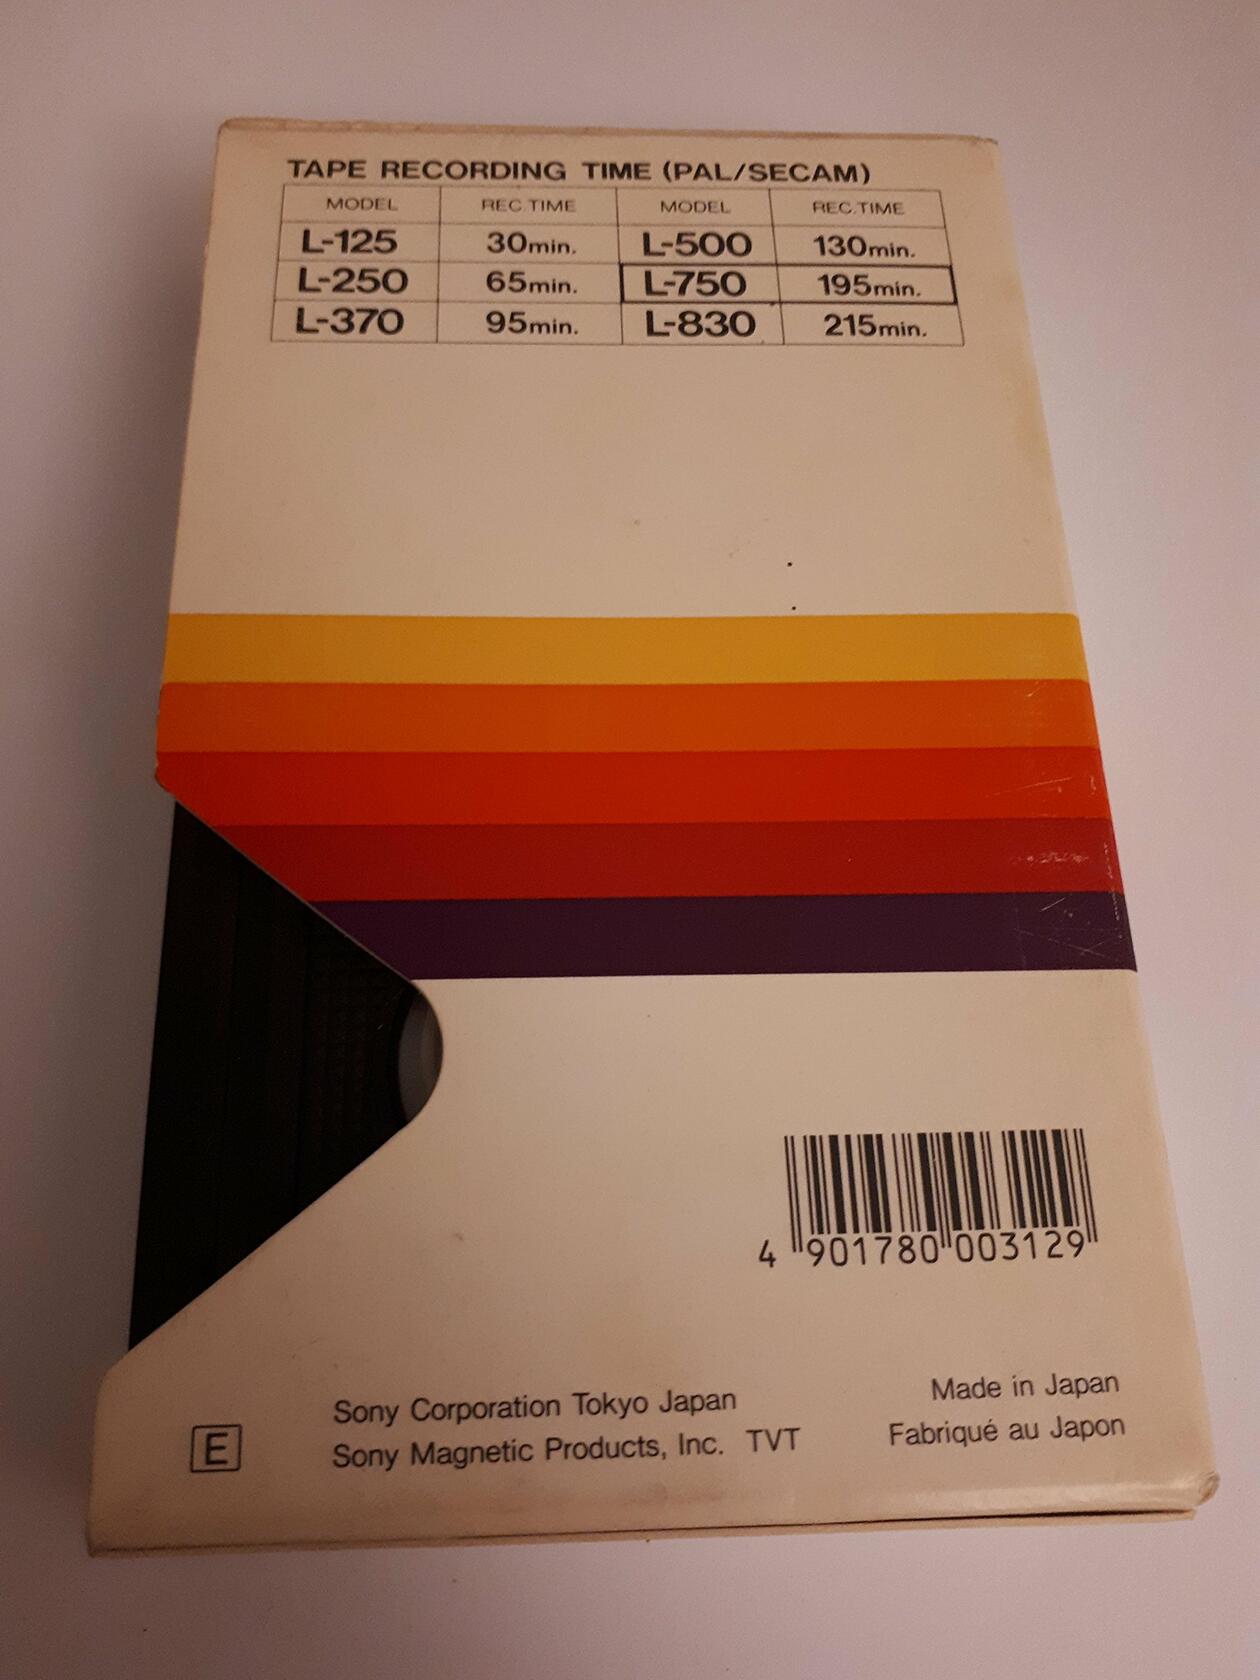 TAPE RECORDING TIME (PAL/SECAM)
MODEL REC.TIME MODEL REC.TIME
L-125 30min. L-500 130min.
L-250 65min. L-750 195min.
L-370 95min. L-830 215min.
4 901780 003129
Sony Corporation Tokyo Japan Made in Japan
E Sony Magnetic Products, Inc. TVT Fabriqué au Japon